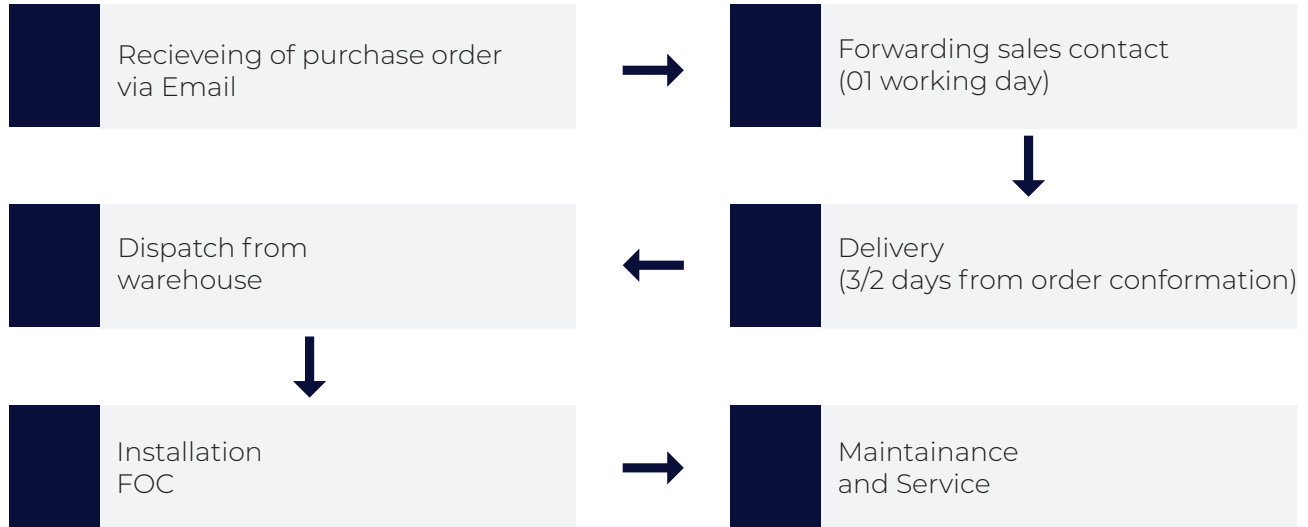 Recieveing of purchase order
via Email
Forwarding sales contact
(01 working day)
Delivery
(3/2 days from order conformation)
Dispatch from
warehouse
Installation
FOC
Maintainance
and Service